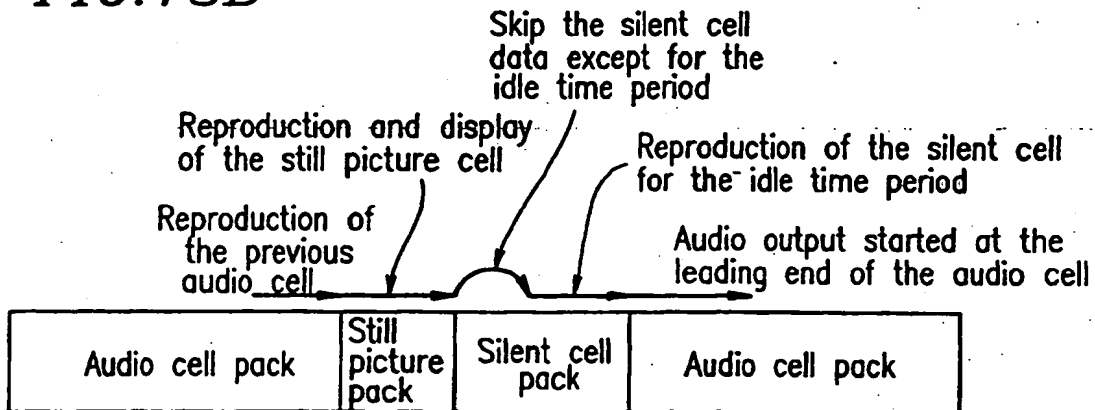 Skip the silent cell
data except for the
idle time period
Reproduction and display
of the still picture cell
Reproduction of the silent cell
for the idle time period
Reproduction of
the previous
audio cell
Audio output started at the
leading end of the audio cell
Audio cell pack
Still
picture
pack
Silent cell
pack
Audio cell pack